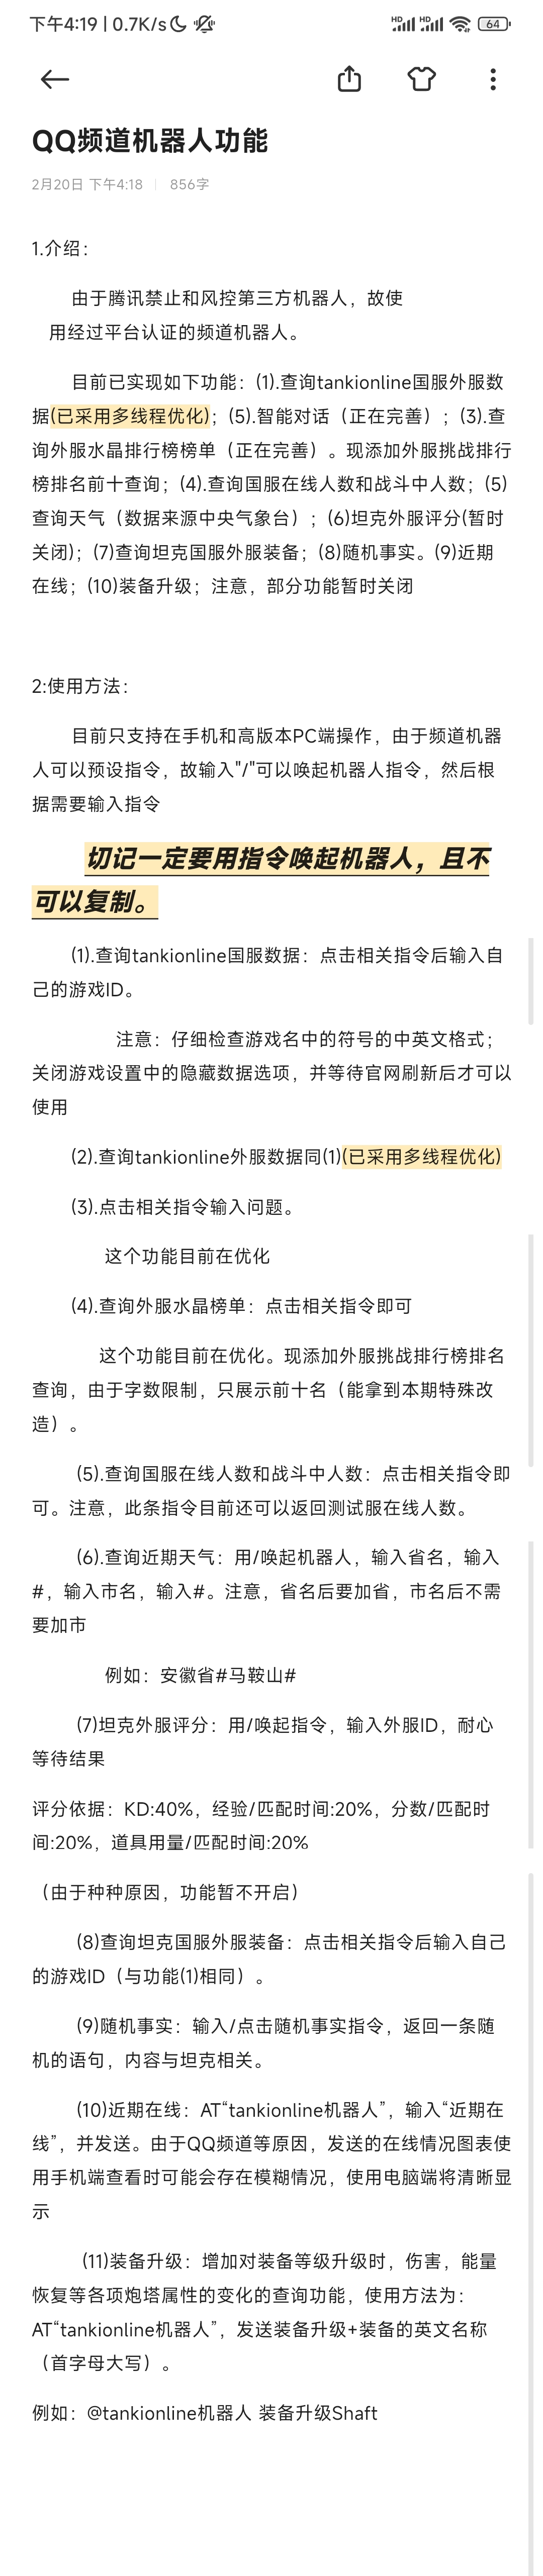 下午4:19 | 0.7K/s
HD HD 64
QQ频道机器人功能
2月20日 下午4:18 | 856字
1.介绍：
由于腾讯禁止和风控第三方机器人，故使
用经过平台认证的频道机器人。
目前已实现如下功能：(1).查询tankionline国服外服数
据(已采用多线程优化)；(5).智能对话（正在完善）；(3).查
询外服水晶排行榜榜单（正在完善）。现添加外服挑战排行
榜排名前十查询；(4).查询国服在线人数和战斗中人数；(5)
查询天气（数据来源中央气象台）；(6)坦克外服评分(暂时
关闭)；(7)查询坦克国服外服装备；(8)随机事实。(9)近期
在线；(10)装备升级；注意，部分功能暂时关闭
2:使用方法：
目前只支持在手机和高版本PC端操作，由于频道机器
人可以预设指令，故输入"/"可以唤起机器人指令，然后根
据需要输入指令
切记一定要用指令唤起机器人，且不
可以复制。
(1).查询tankionline国服数据：点击相关指令后输入自
己的游戏ID。
注意：仔细检查游戏名中的符号的中英文格式；
关闭游戏设置中的隐藏数据选项，并等待官网刷新后才可以
使用
(2).查询tankionline外服数据同(1)(已采用多线程优化)
(3).点击相关指令输入问题。
这个功能目前在优化
(4).查询外服水晶榜单：点击相关指令即可
这个功能目前在优化。现添加外服挑战排行榜排名
查询，由于字数限制，只展示前十名（能拿到本期特殊改
造）。
(5).查询国服在线人数和战斗中人数：点击相关指令即
可。注意，此条指令目前还可以返回测试服在线人数。
(6).查询近期天气：用/唤起机器人，输入省名，输入
#，输入市名，输入#。注意，省名后要加省，市名后不需
要加市
例如：安徽省#马鞍山#
(7)坦克外服评分：用/唤起指令，输入外服ID，耐心
等待结果
评分依据：KD:40%，经验/匹配时间:20%，分数/匹配时
间:20%，道具用量/匹配时间:20%
（由于种种原因，功能暂不开启）
(8)查询坦克国服外服装备：点击相关指令后输入自己
的游戏ID（与功能(1)相同）。
(9)随机事实：输入/点击随机事实指令，返回一条随
机的语句，内容与坦克相关。
(10)近期在线：AT“tankionline机器人”，输入“近期在
线”，并发送。由于QQ频道等原因，发送的在线情况图表使
用手机端查看时可能会存在模糊情况，使用电脑端将清晰显
示
(11)装备升级：增加对装备等级升级时，伤害，能量
恢复等各项炮塔属性的变化的查询功能，使用方法为：
AT“tankionline机器人”，发送装备升级+装备的英文名称
（首字母大写）。
例如：@tankionline机器人 装备升级Shaft